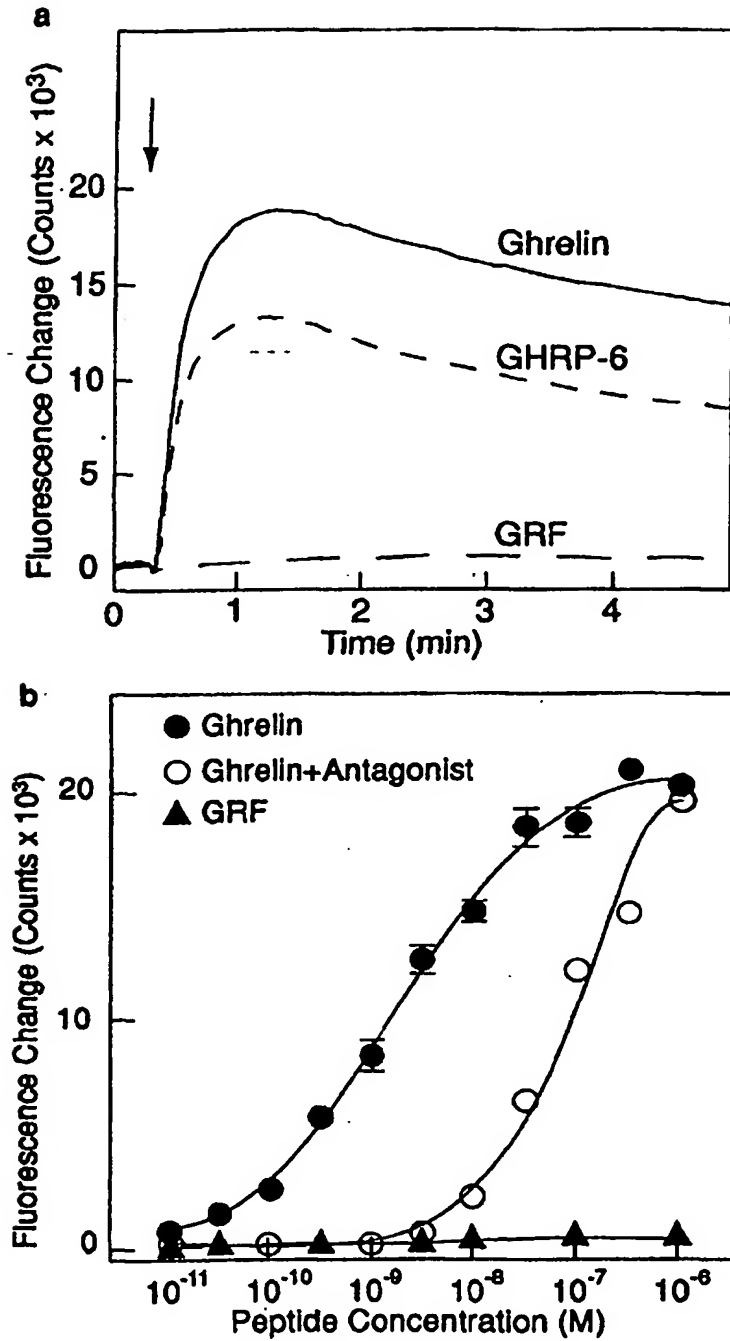 a
Fluorescence Change (Counts x 10³)
20
15
10
5
0
Ghrelin
GHRP-6
GRF
0 1 2 3 4
Time (min)
b
Ghrelin
Ghrelin+Antagonist
GRF
Fluorescence Change (Counts x 10³)
20
10
0
10⁻¹¹ 10⁻¹⁰ 10⁻⁹ 10⁻⁸ 10⁻⁷ 10⁻⁶
Peptide Concentration (M)